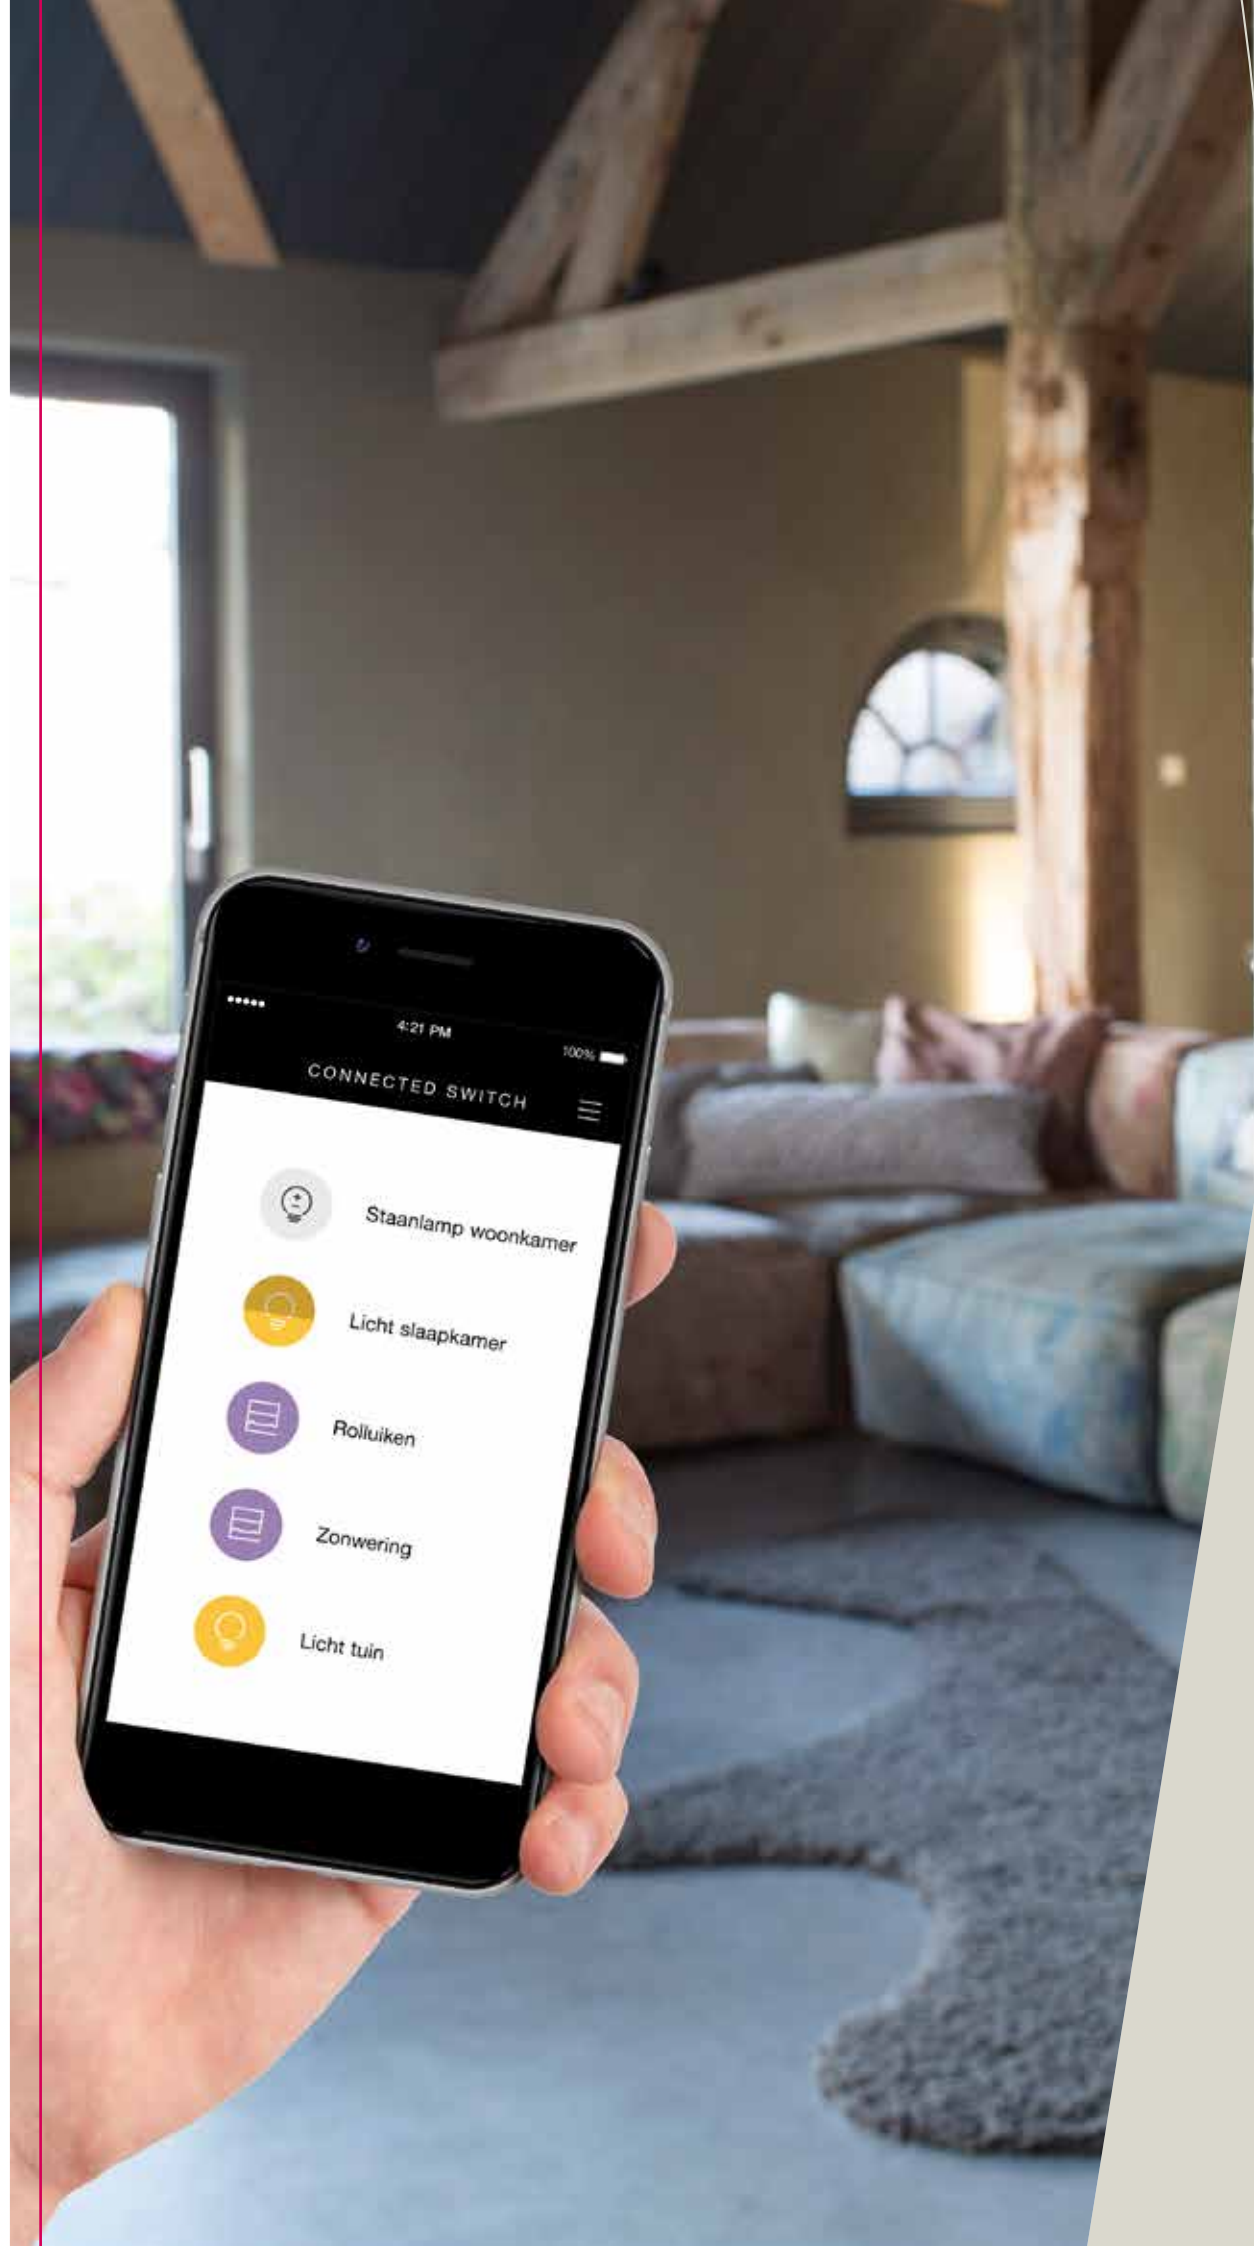 4:21 PM
100%
CONNECTED SWITCH
Staanlamp woonkamer
Licht slaapkamer
Rolluiken
Zonwering
Licht tuin